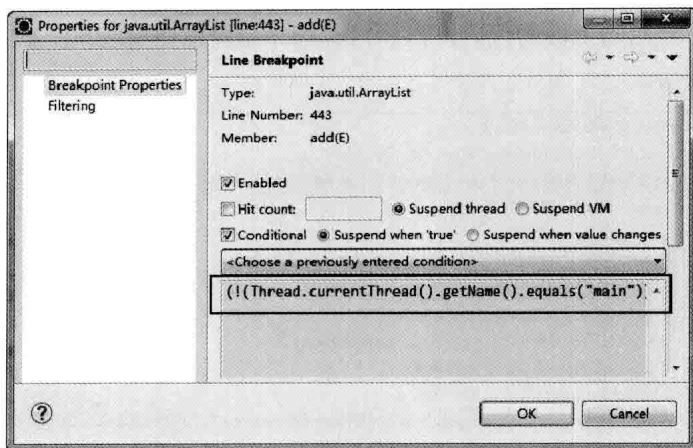 Properties for java.util.ArrayList [line:443] - add(E)
Line Breakpoint
Breakpoint Properties
Filtering
Type: java.util.ArrayList
Line Number: 443
Member: add(E)
Enabled
Hit count: Suspend thread Suspend VM
Conditional Suspend when 'true' Suspend when value changes
<Choose a previously entered condition>
(!(Thread.currentThread().getName().equals("main")
OK Cancel